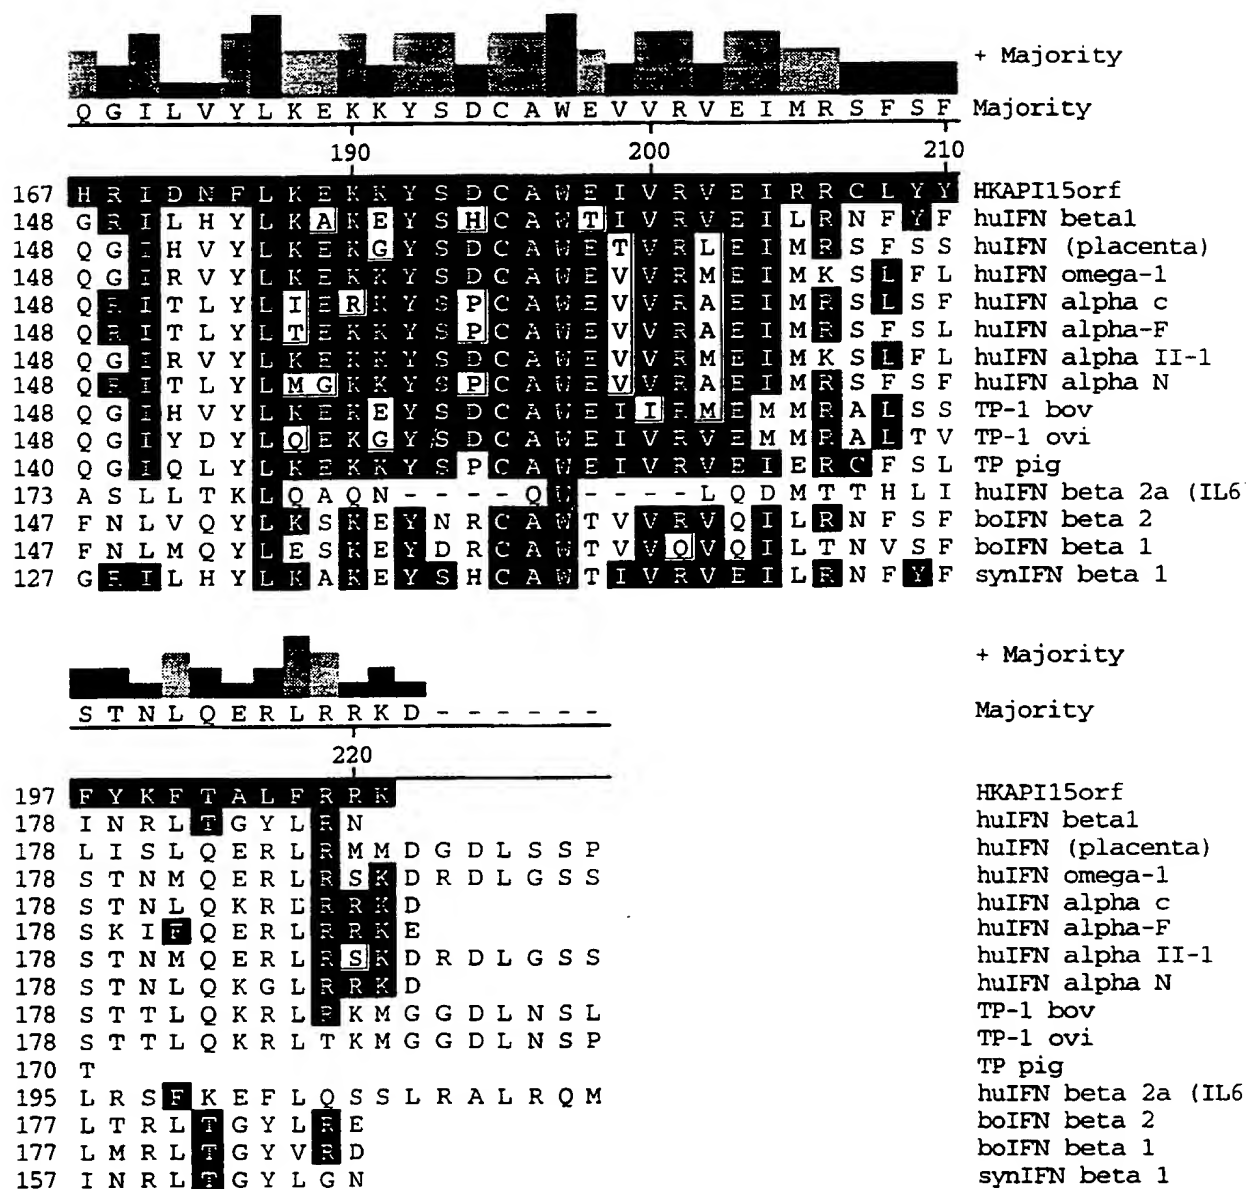 + Majority
Q G I L V Y L K E K K Y S D C A W E V V R V E I M R S F S F Majority
190 200 210
167 H R I D N F L K E K K Y S D C A W E I V R V E I R R C L Y Y HKAPI15orf
148 G R I L H Y L K A K E Y S H C A W T I V R V E I L R N F Y F huIFN beta1
148 Q G I H V Y L K E K G Y S D C A W E T V R L E I M R S F S S huIFN (placenta)
148 Q G I R V Y L K E K K Y S D C A W E V V R M E I M K S L F L huIFN omega-1
148 Q R I T L Y L I E R K Y S P C A W E V V R A E I M R S L S F huIFN alpha c
148 Q R I T L Y L T E K K Y S P C A W E V V R A E I M R S F S L huIFN alpha-F
148 Q G I R V Y L K E K K Y S D C A W E V V R M E I M K S L F L huIFN alpha II-1
148 Q R I T L Y L M G K K Y S P C A W E V V R A E I M R S F S F huIFN alpha N
148 Q G I H V Y L K E K E Y S D C A W E I I R M E M M R A L S S TP-1 bov
148 Q G I Y D Y L Q E K G Y S D C A W E I V R V E M M R A L T V TP-1 ovi
140 Q G I Q L Y L K E K K Y S P C A W E I V R V E I E R C F S L TP pig
173 A S L L T K L Q A Q N - - - - Q W - - - - L Q D M T T H L I huIFN beta 2a (IL6
147 F N L V Q Y L K S K E Y N R C A W T V V R V Q I L R N F S F boIFN beta 2
147 F N L M Q Y L E S K E Y D R C A W T V V Q V Q I L T N V S F boIFN beta 1
127 G R I L H Y L K A K E Y S H C A W T I V R V E I L R N F Y F synIFN beta 1
+ Majority
S T N L Q E R L R R K D - - - - - - Majority
220
197 F Y K F T A L F R R K HKAPI15orf
178 I N R L T G Y L R N huIFN beta1
178 L I S L Q E R L R M M D G D L S S P huIFN (placenta)
178 S T N M Q E R L R S K D R D L G S S huIFN omega-1
178 S T N L Q K R L R R K D huIFN alpha c
178 S K I F Q E R L R R K E huIFN alpha-F
178 S T N M Q E R L R S K D R D L G S S huIFN alpha II-1
178 S T N L Q K G L R R K D huIFN alpha N
178 S T T L Q K R L R K M G G D L N S L TP-1 bov
178 S T T L Q K R L T K M G G D L N S P TP-1 ovi
170 T TP pig
195 L R S F K E F L Q S S L R A L R Q M huIFN beta 2a (IL6
177 L T R L T G Y L R E boIFN beta 2
177 L M R L T G Y V R D boIFN beta 1
157 I N R L T G Y L G N synIFN beta 1